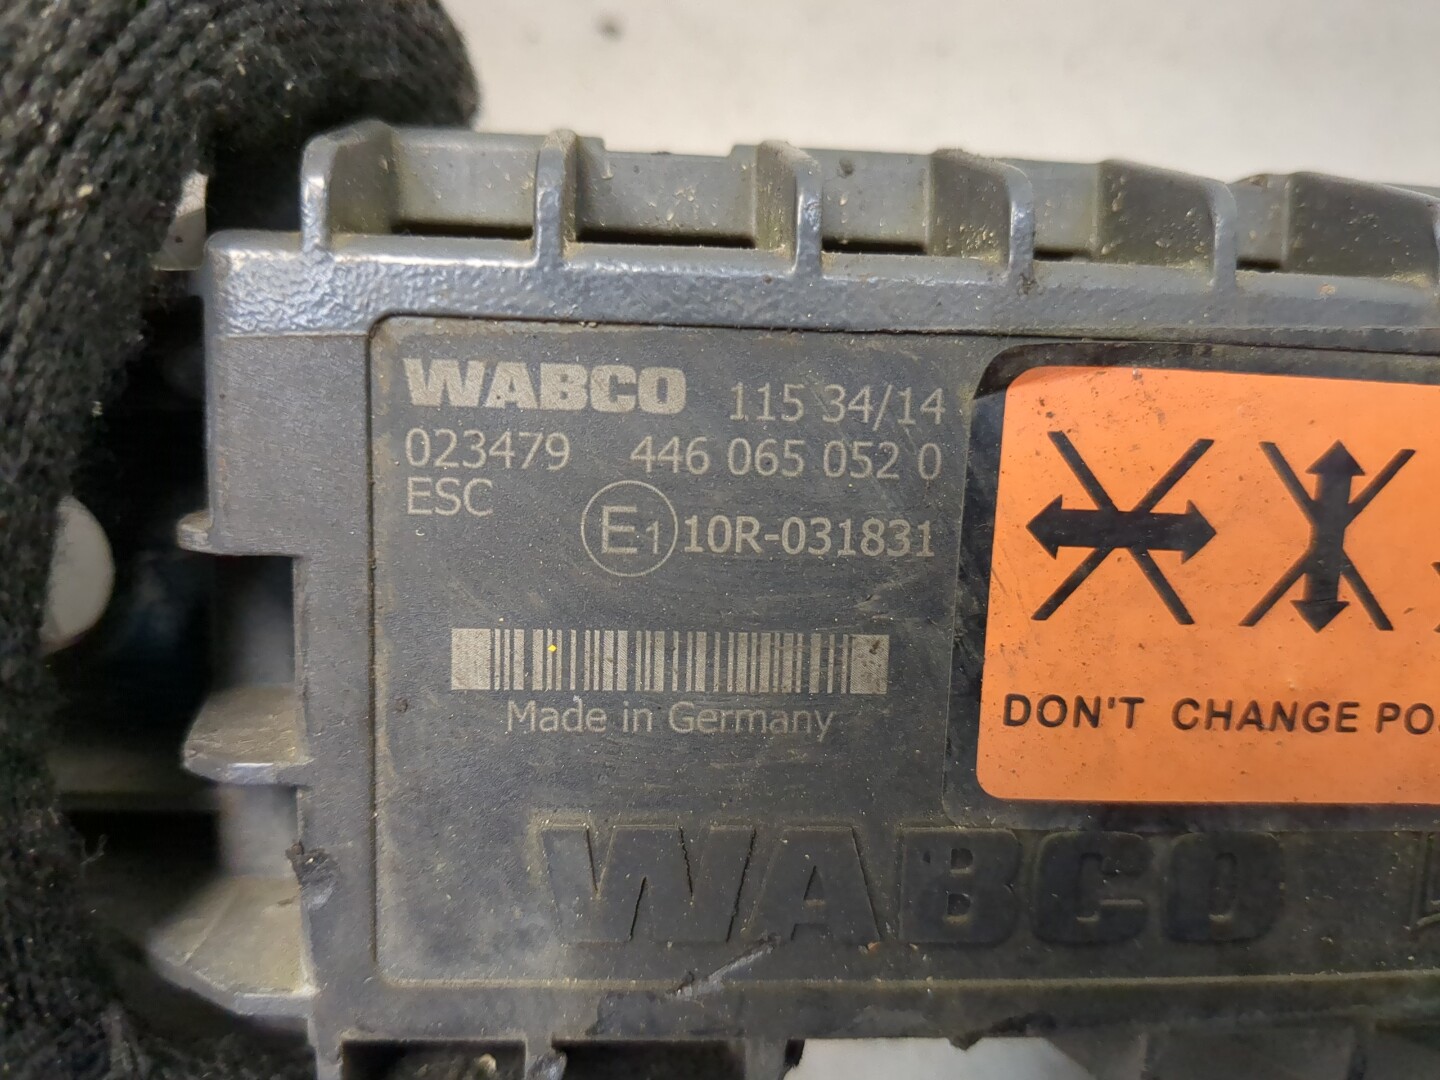 WABCO 115 34/14
023479 446 065 052 0
ESC
E1 10R-031831
Made in Germany
DON'T CHANGE
WABCO